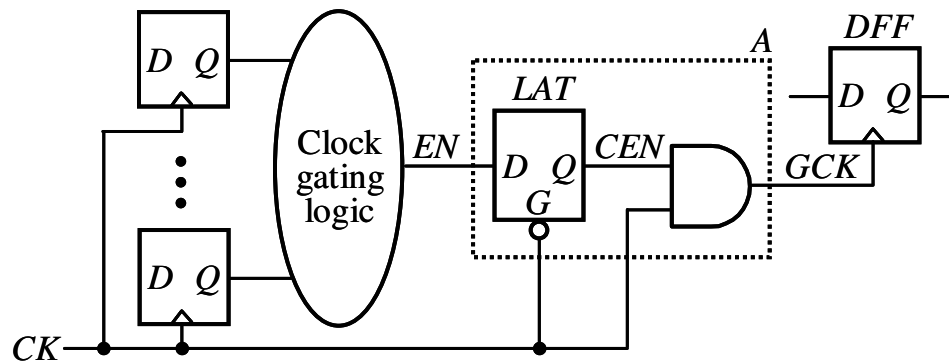 D Q
Clock
gating
logic
D Q
CK
EN
A
LAT
D Q
G
CEN
GCK
DFF
D Q